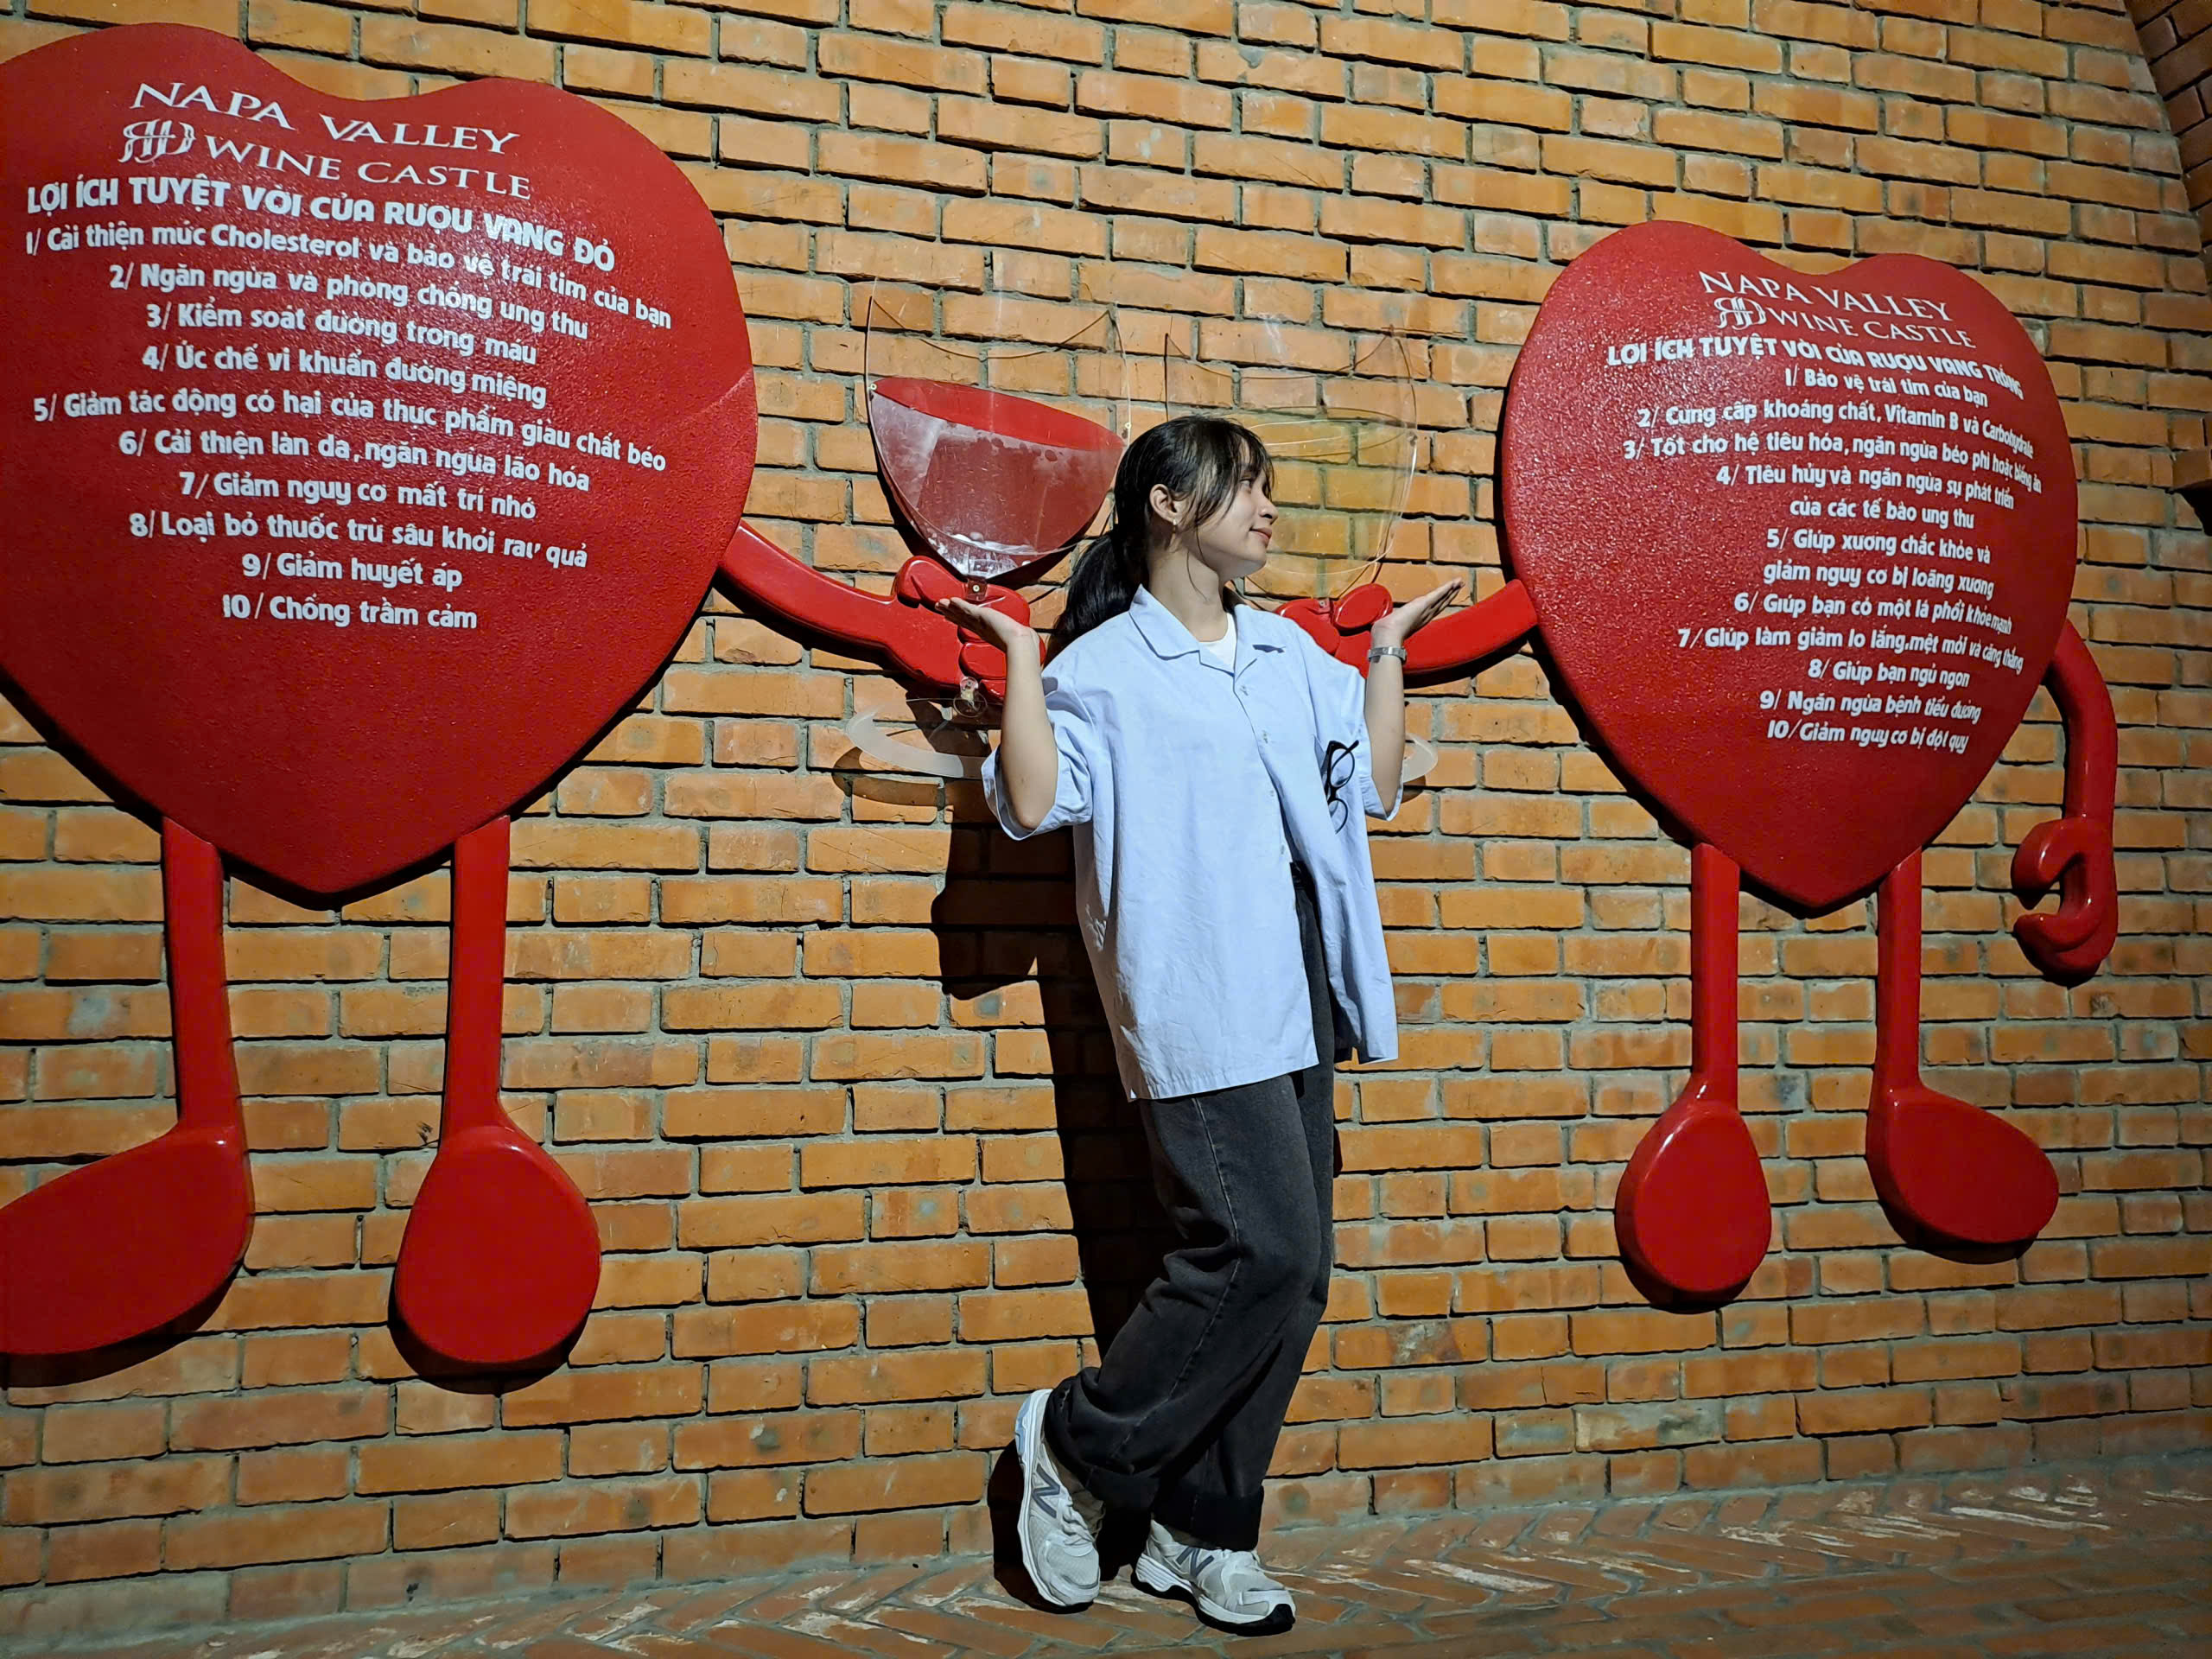 NAPA VALLEY
RD WINE CASTLE
LỢI ÍCH TUYỆT VỜI CỦA RƯỢU VANG ĐỎ
1/ Cải thiện mức Cholesterol và bảo vệ trái tim của bạn
2/ Ngăn ngừa và phòng chống ung thư
3/ Kiểm soát đường trong máu
4/ Ức chế vi khuẩn đường miệng
5/ Giảm tác động có hại của thực phẩm giàu chất béo
6/ Cải thiện làn da, ngăn ngừa lão hóa
7/ Giảm nguy cơ mất trí nhớ
8/ Loại bỏ thuốc trừ sâu khỏi rau quả
9/ Giảm huyết áp
10/ Chống trầm cảm
NAPA VALLEY
RD WINE CASTLE
LỢI ÍCH TUYỆT VỜI CỦA RƯỢU VANG TRẮNG
1/ Bảo vệ trái tim của bạn
2/ Cung cấp khoáng chất, Vitamin B và Carbohydrate
3/ Tốt cho hệ tiêu hóa, ngăn ngừa béo phì hoặc biếng ăn
4/ Tiêu hủy và ngăn ngừa sự phát triển
của các tế bào ung thư
5/ Giúp xương chắc khỏe và
giảm nguy cơ bị loãng xương
6/ Giúp bạn có một lá phổi khỏe mạnh
7/ Giúp làm giảm lo lắng, mệt mỏi và căng thẳng
8/ Giúp bạn ngủ ngon
9/ Ngăn ngừa bệnh tiểu đường
10/ Giảm nguy cơ bị đột quỵ
N
N